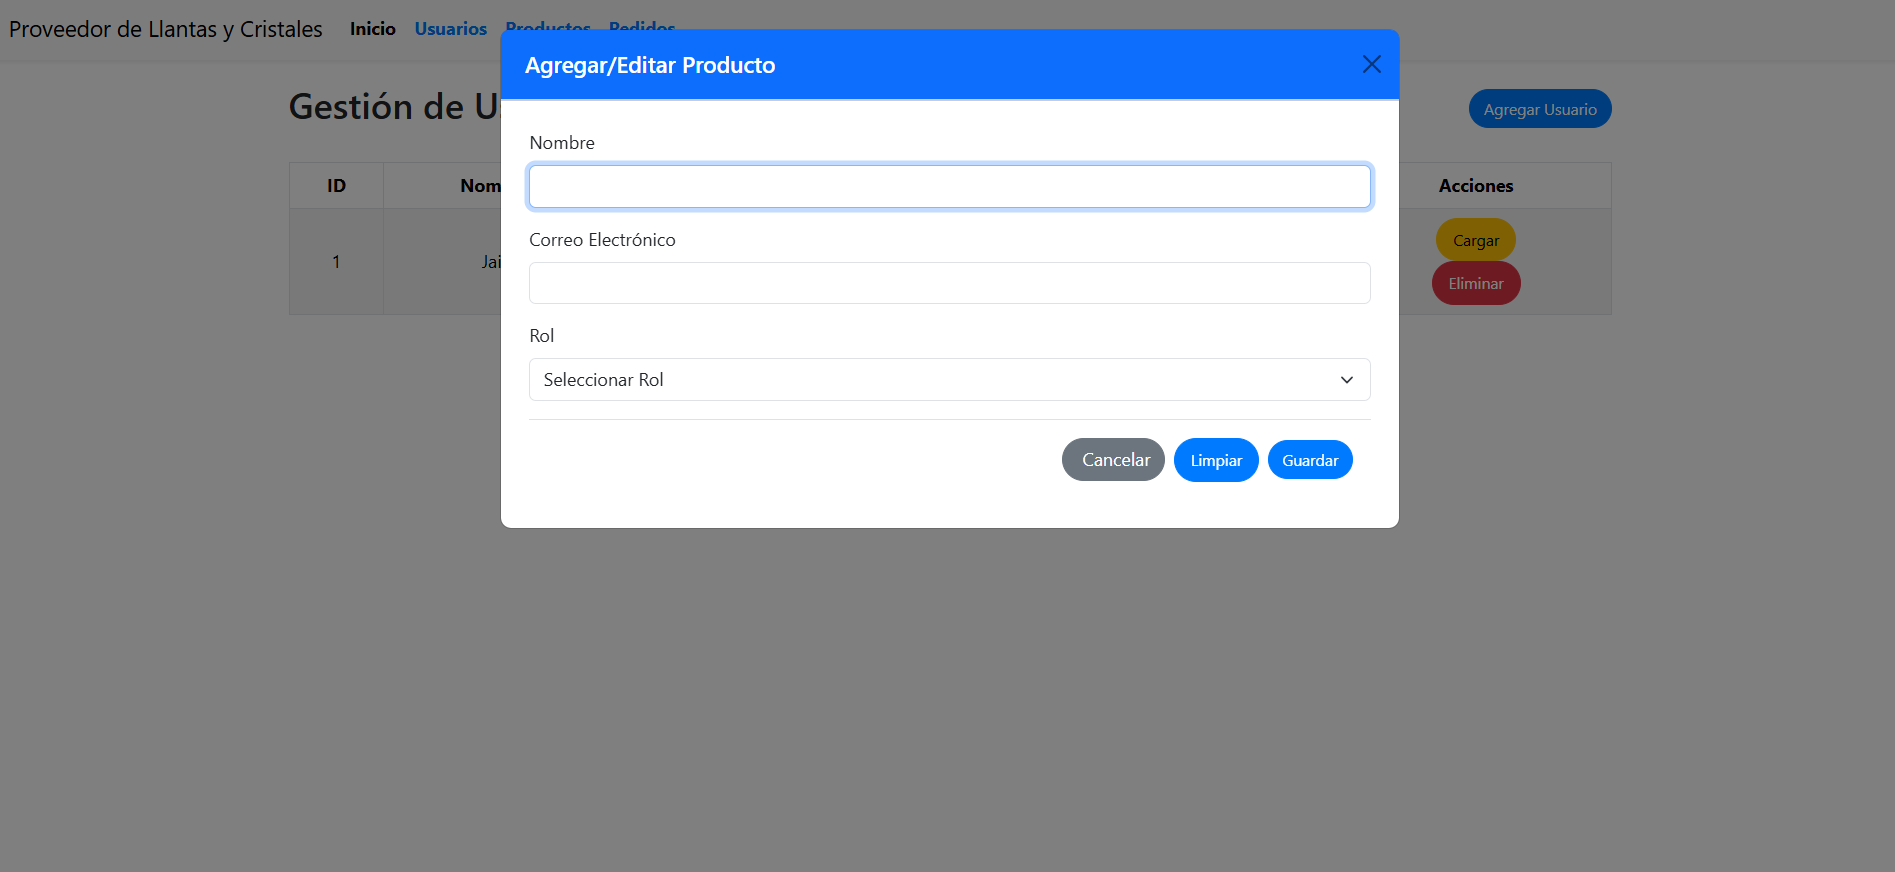 Proveedor de Llantas y Cristales Inicio Usuarios Productos Pedidos
Agregar/Editar Producto
Gestión de U
Agregar Usuario
Nombre
ID Nom Acciones
Correo Electrónico
1 Jai Cargar
Eliminar
Rol
Seleccionar Rol
Cancelar Limpiar Guardar